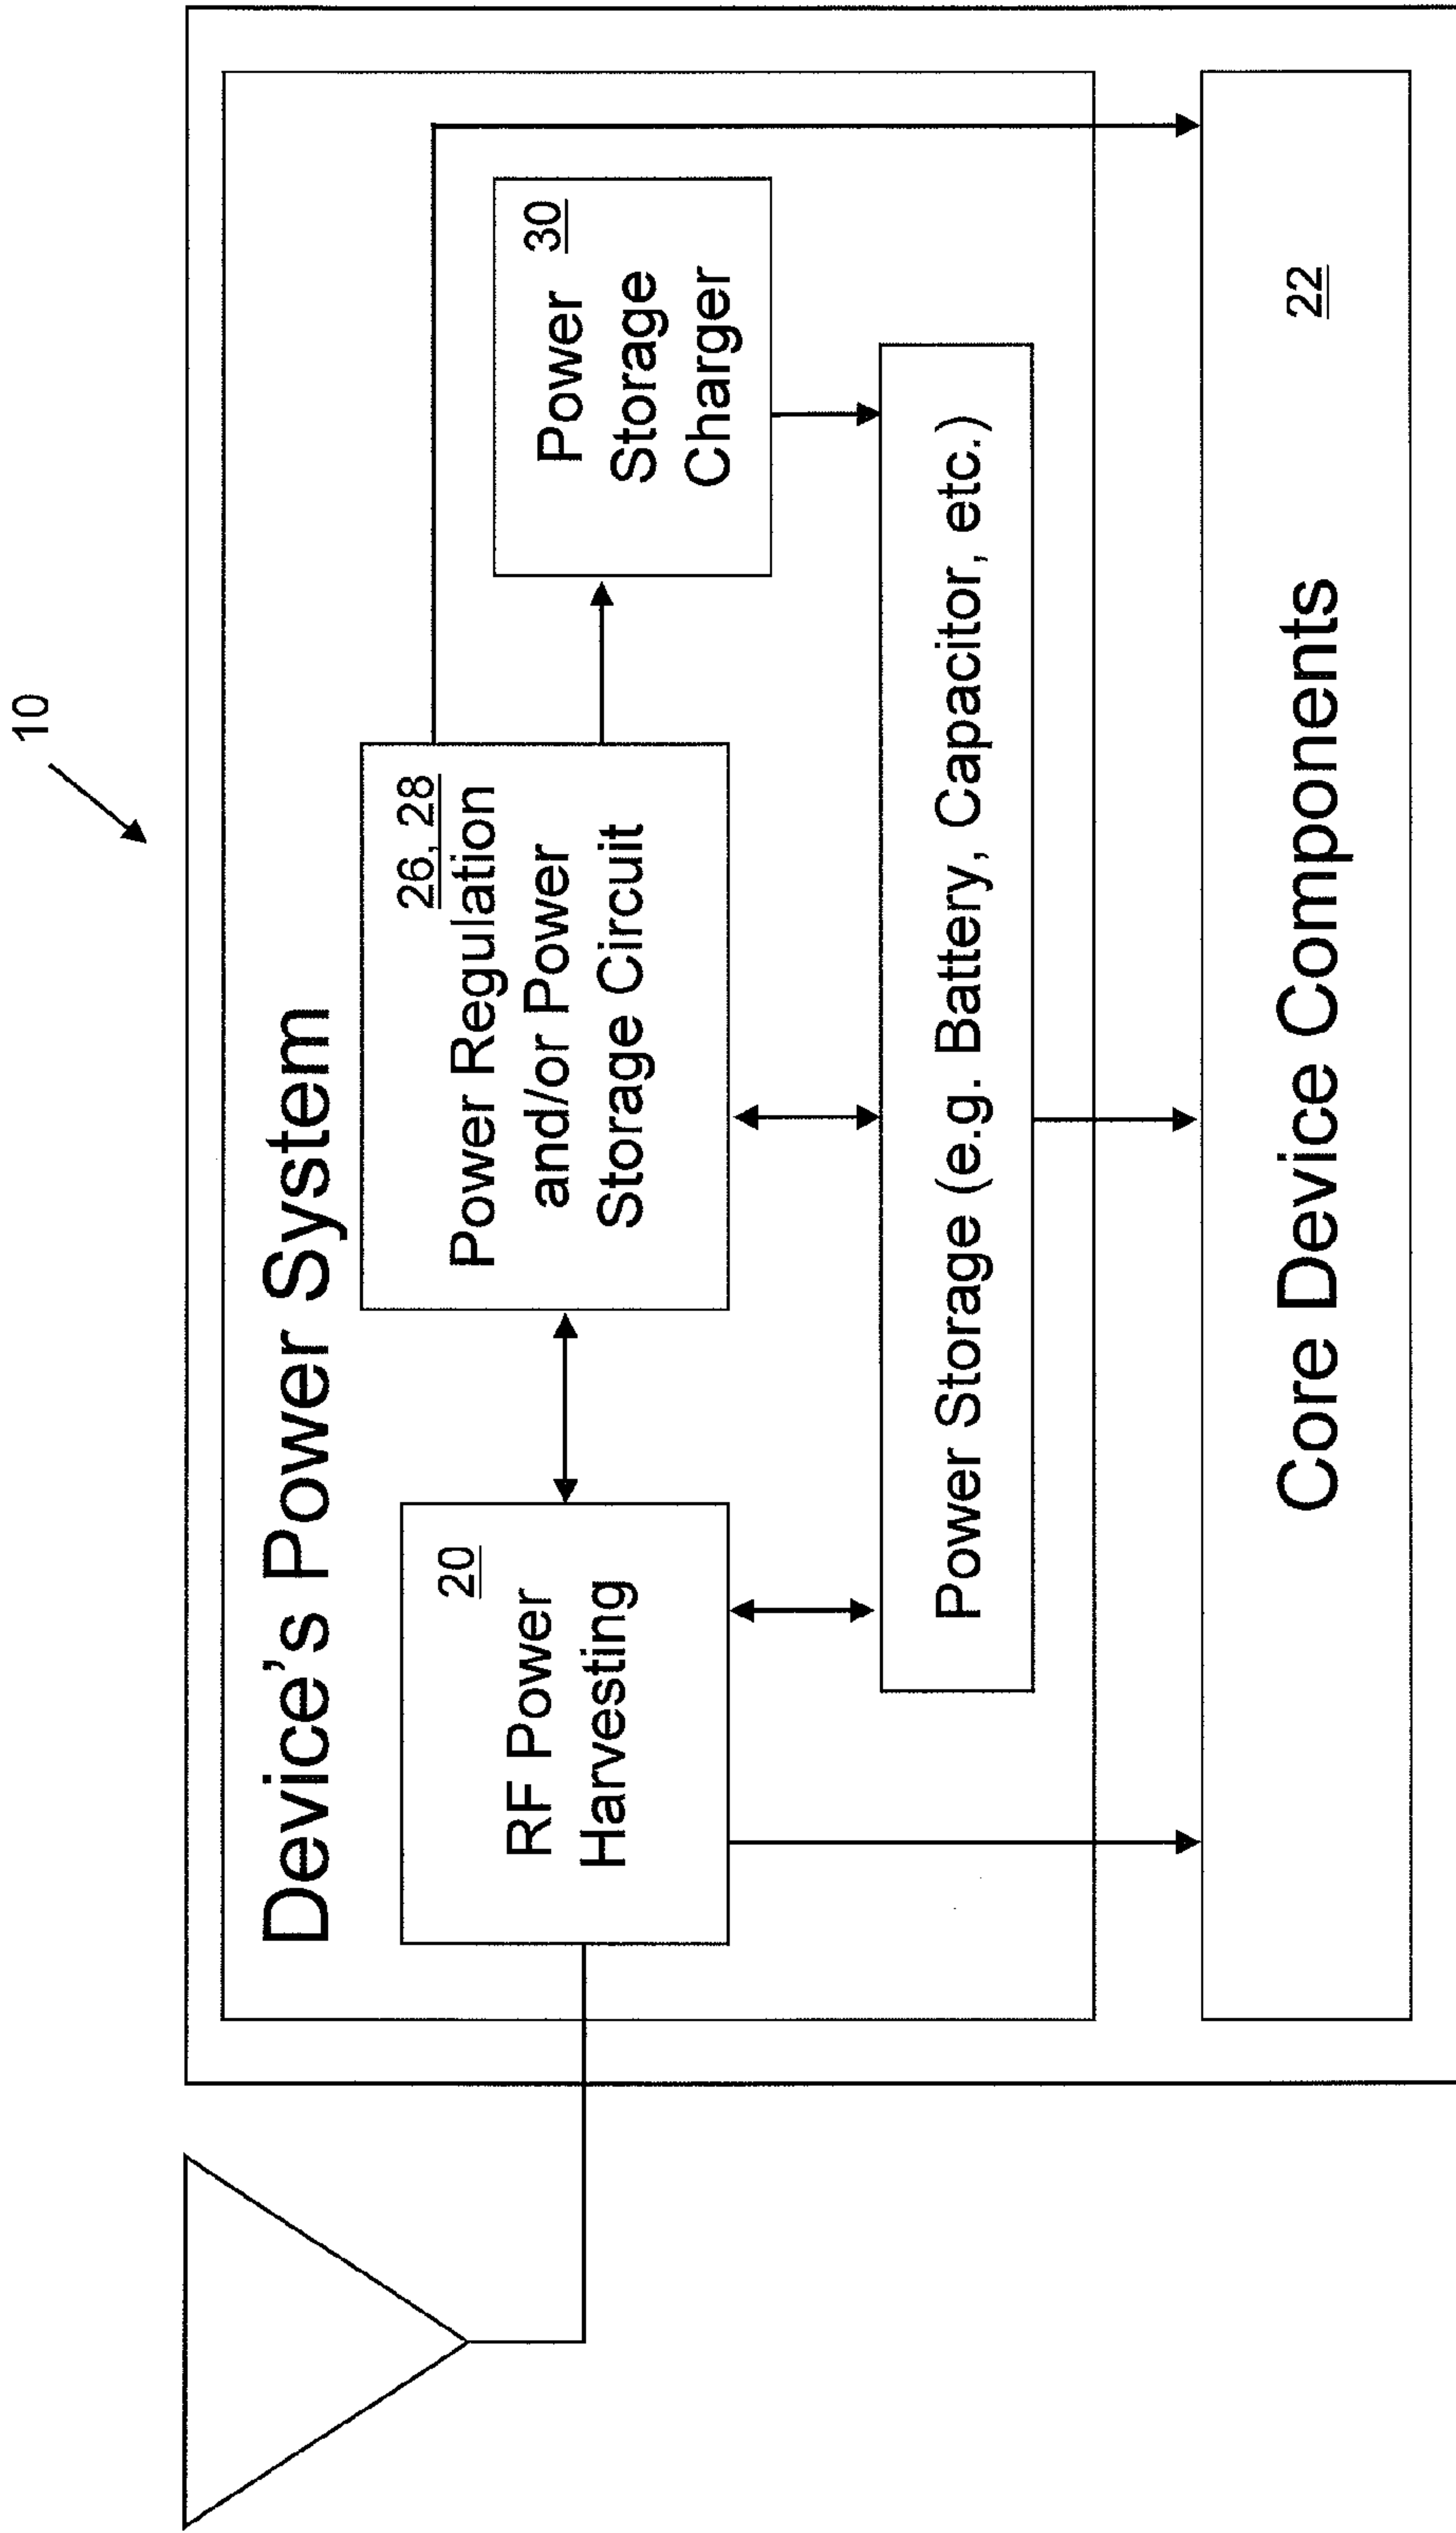 10
Device's Power System
20
RF Power
Harvesting
26, 28
Power Regulation
and/or Power
Storage Circuit
30
Power
Storage
Charger
Power Storage (e.g. Battery, Capacitor, etc.)
Core Device Components
22